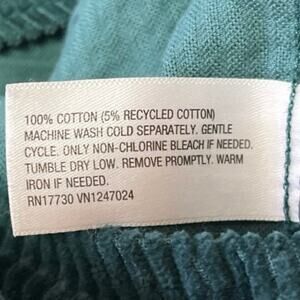 100% COTTON (5% RECYCLED COTTON)
MACHINE WASH COLD SEPARATELY. GENTLE
CYCLE. ONLY NON-CHLORINE BLEACH IF NEEDED.
TUMBLE DRY LOW. REMOVE PROMPTLY. WARM
IRON IF NEEDED.
RN17730 VN1247024